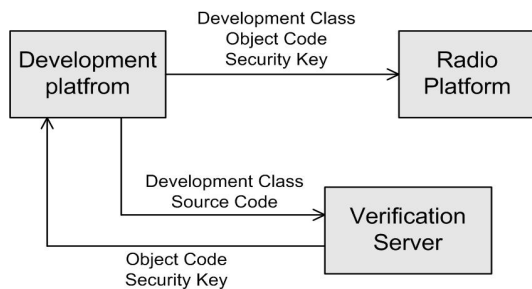 Development Class
Object Code
Security Key
Development
platfrom
Radio
Platform
Development Class
Source Code
Verification
Server
Object Code
Security Key